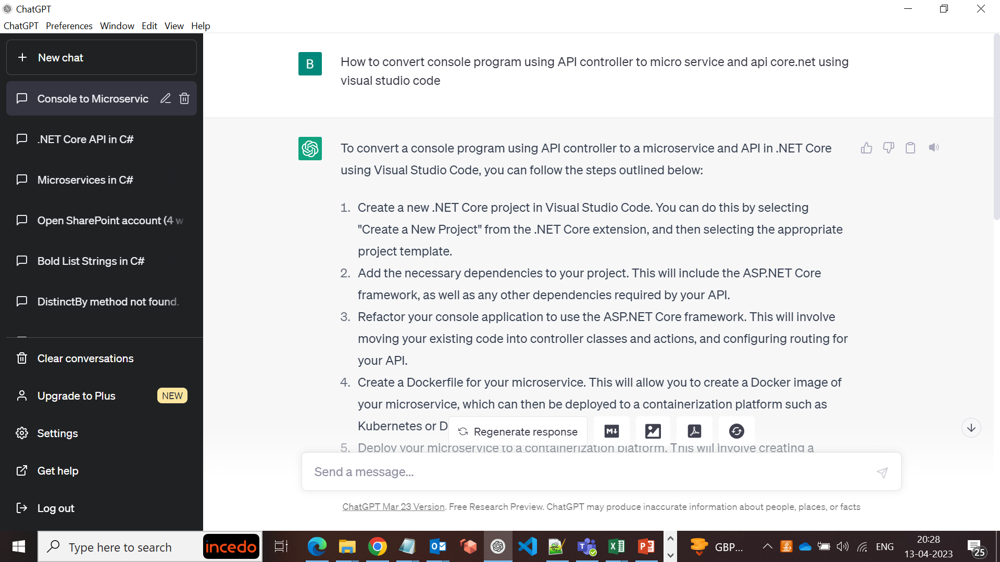 ChatGPT
ChatGPT Preferences Window Edit View Help
New chat
Console to Microservic
.NET Core API in C#
Microservices in C#
Open SharePoint account (4 w
Bold List Strings in C#
DistinctBy method not found.
Clear conversations
Upgrade to Plus NEW
Settings
Get help
Log out
B
How to convert console program using API controller to micro service and api core.net using
visual studio code
To convert a console program using API controller to a microservice and API in .NET Core
using Visual Studio Code, you can follow the steps outlined below:
1. Create a new .NET Core project in Visual Studio Code. You can do this by selecting
"Create a New Project" from the .NET Core extension, and then selecting the appropriate
project template.
2. Add the necessary dependencies to your project. This will include the ASP.NET Core
framework, as well as any other dependencies required by your API.
3. Refactor your console application to use the ASP.NET Core framework. This will involve
moving your existing code into controller classes and actions, and configuring routing for
your API.
4. Create a Dockerfile for your microservice. This will allow you to create a Docker image of
your microservice, which can then be deployed to a containerization platform such as
Kubernetes or D
Regenerate response
M
5. Deploy your microservice to a containerization platform. This will involve creating a
Send a message...
ChatGPT Mar 23 Version. Free Research Preview. ChatGPT may produce inaccurate information about people, places, or facts
Type here to search
incedo
GBP...
ENG
20:28
13-04-2023
25